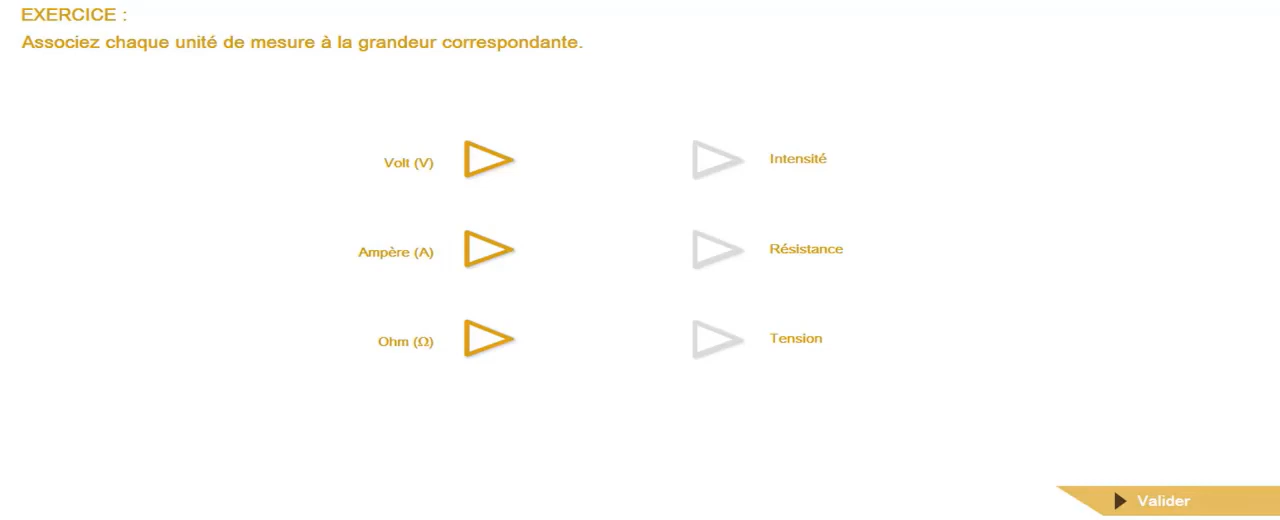 EXERCICE :
Associez chaque unité de mesure à la grandeur correspondante.
Volt (V)
Intensité
Ampère (A)
Résistance
Ohm (Ω)
Tension
Valider